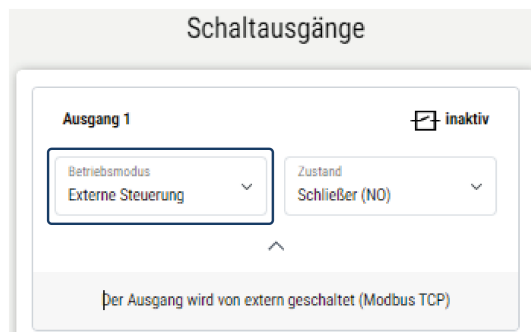 Schaltausgänge
Ausgang 1
inaktiv
Betriebsmodus
Externe Steuerung
Zustand
Schließer (NO)
Der Ausgang wird von extern geschaltet (Modbus TCP)